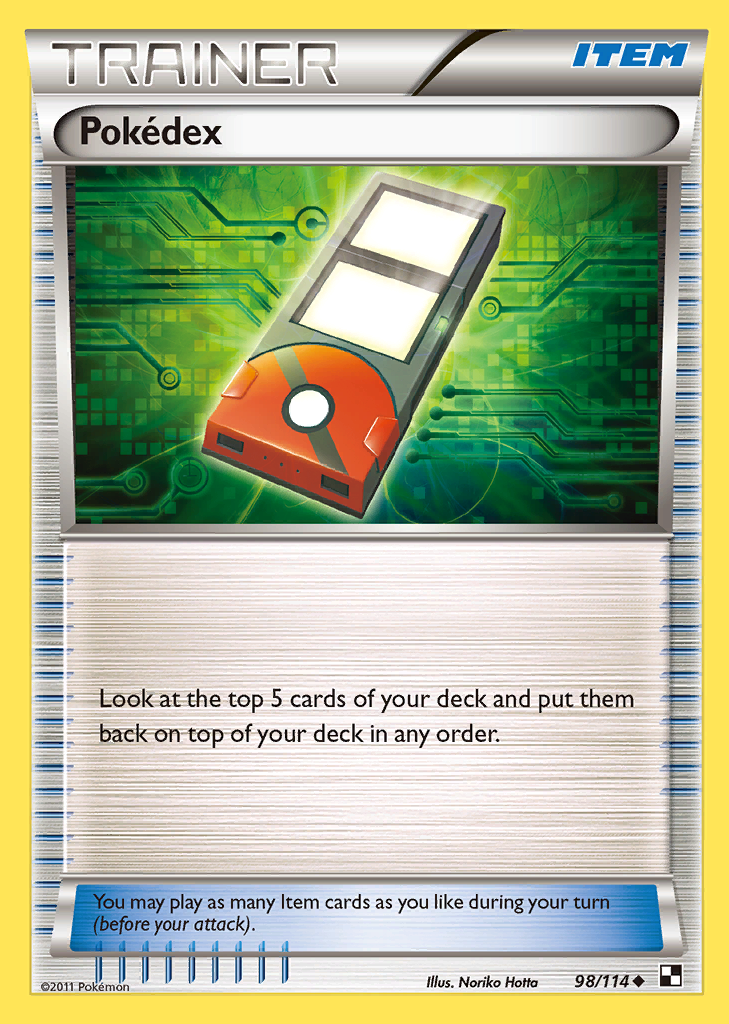 TRAINER
ITEM
Pokédex
Look at the top 5 cards of your deck and put them
back on top of your deck in any order.
You may play as many Item cards as you like during your turn
(before your attack).
©2011 Pokémon
Illus. Noriko Hotta
98/114